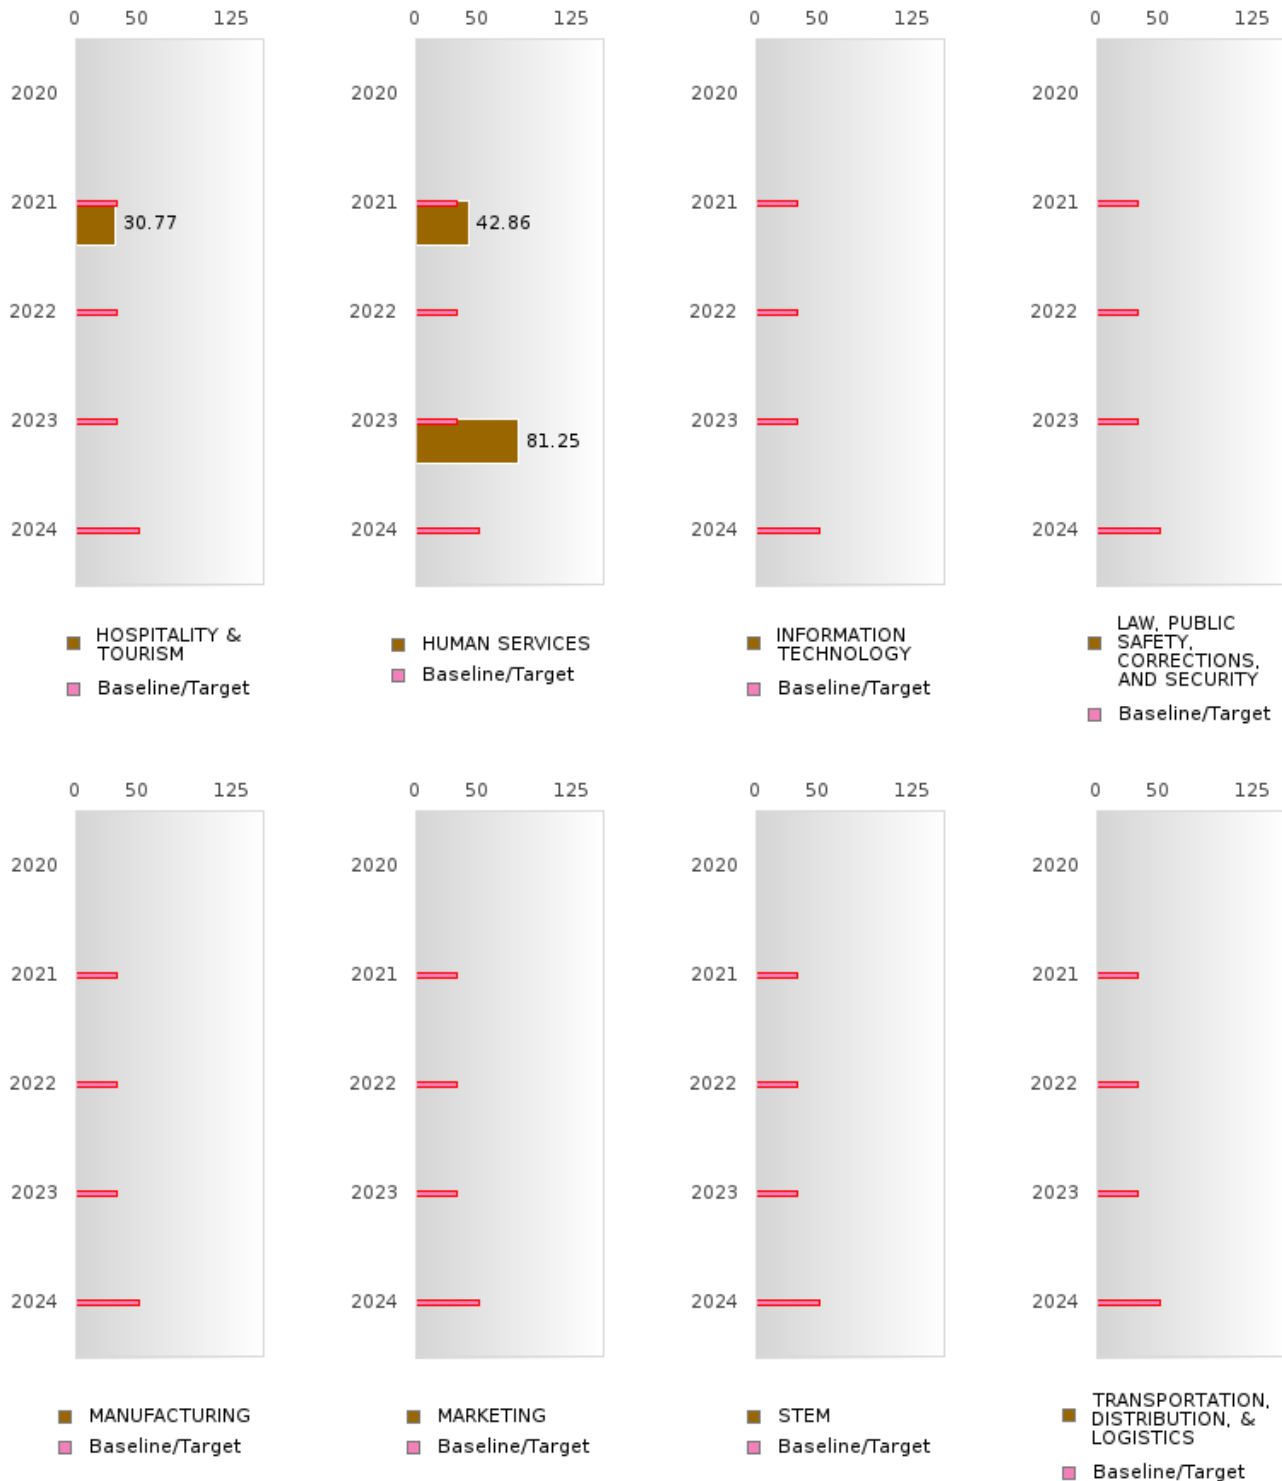 0 50 125
0 50 125
0 50 125
0 50 125
2020
2020
2020
2020
2021
30.77
2021
42.86
2021
2021
2022
2022
2022
2022
2023
2023
81.25
2023
2023
2024
2024
2024
2024
HOSPITALITY &
TOURISM
Baseline/Target
HUMAN SERVICES
Baseline/Target
INFORMATION
TECHNOLOGY
Baseline/Target
LAW, PUBLIC
SAFETY,
CORRECTIONS,
AND SECURITY
Baseline/Target
0 50 125
0 50 125
0 50 125
0 50 125
2020
2020
2020
2020
2021
2021
2021
2021
2022
2022
2022
2022
2023
2023
2023
2023
2024
2024
2024
2024
MANUFACTURING
Baseline/Target
MARKETING
Baseline/Target
STEM
Baseline/Target
TRANSPORTATION,
DISTRIBUTION, &
LOGISTICS
Baseline/Target